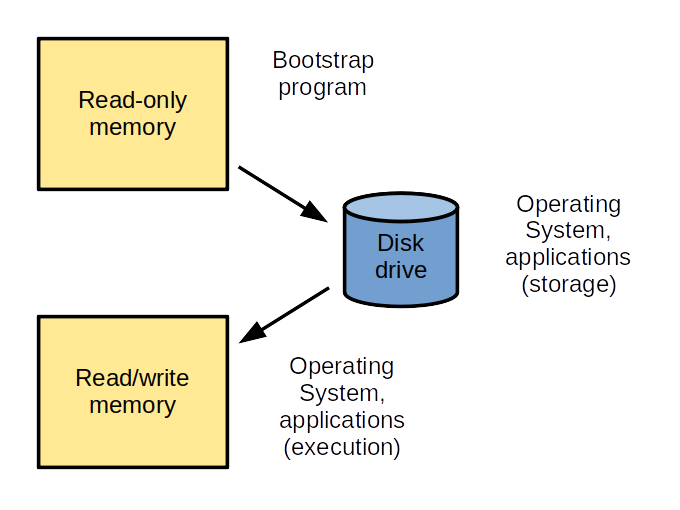 Read-only
memory
Bootstrap
program
Disk
drive
Operating
System,
applications
(storage)
Read/write
memory
Operating
System,
applications
(execution)